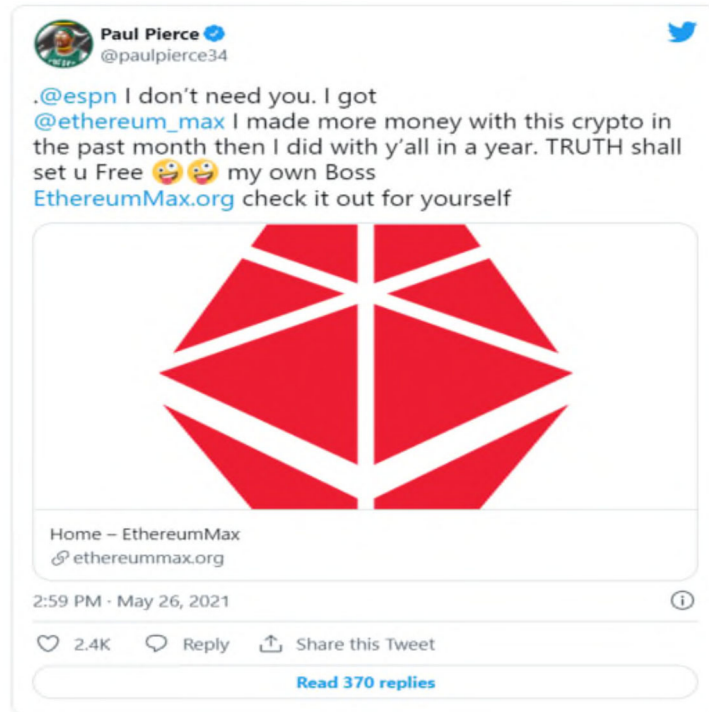 Paul Pierce
@paulpierce34
.@espn I don't need you. I got
@ethereum_max I made more money with this crypto in
the past month then I did with y'all in a year. TRUTH shall
set u Free 🤪🤪 my own Boss
EthereumMax.org check it out for yourself
Home – EthereumMax
ethereummax.org
2:59 PM · May 26, 2021
2.4K Reply Share this Tweet
Read 370 replies